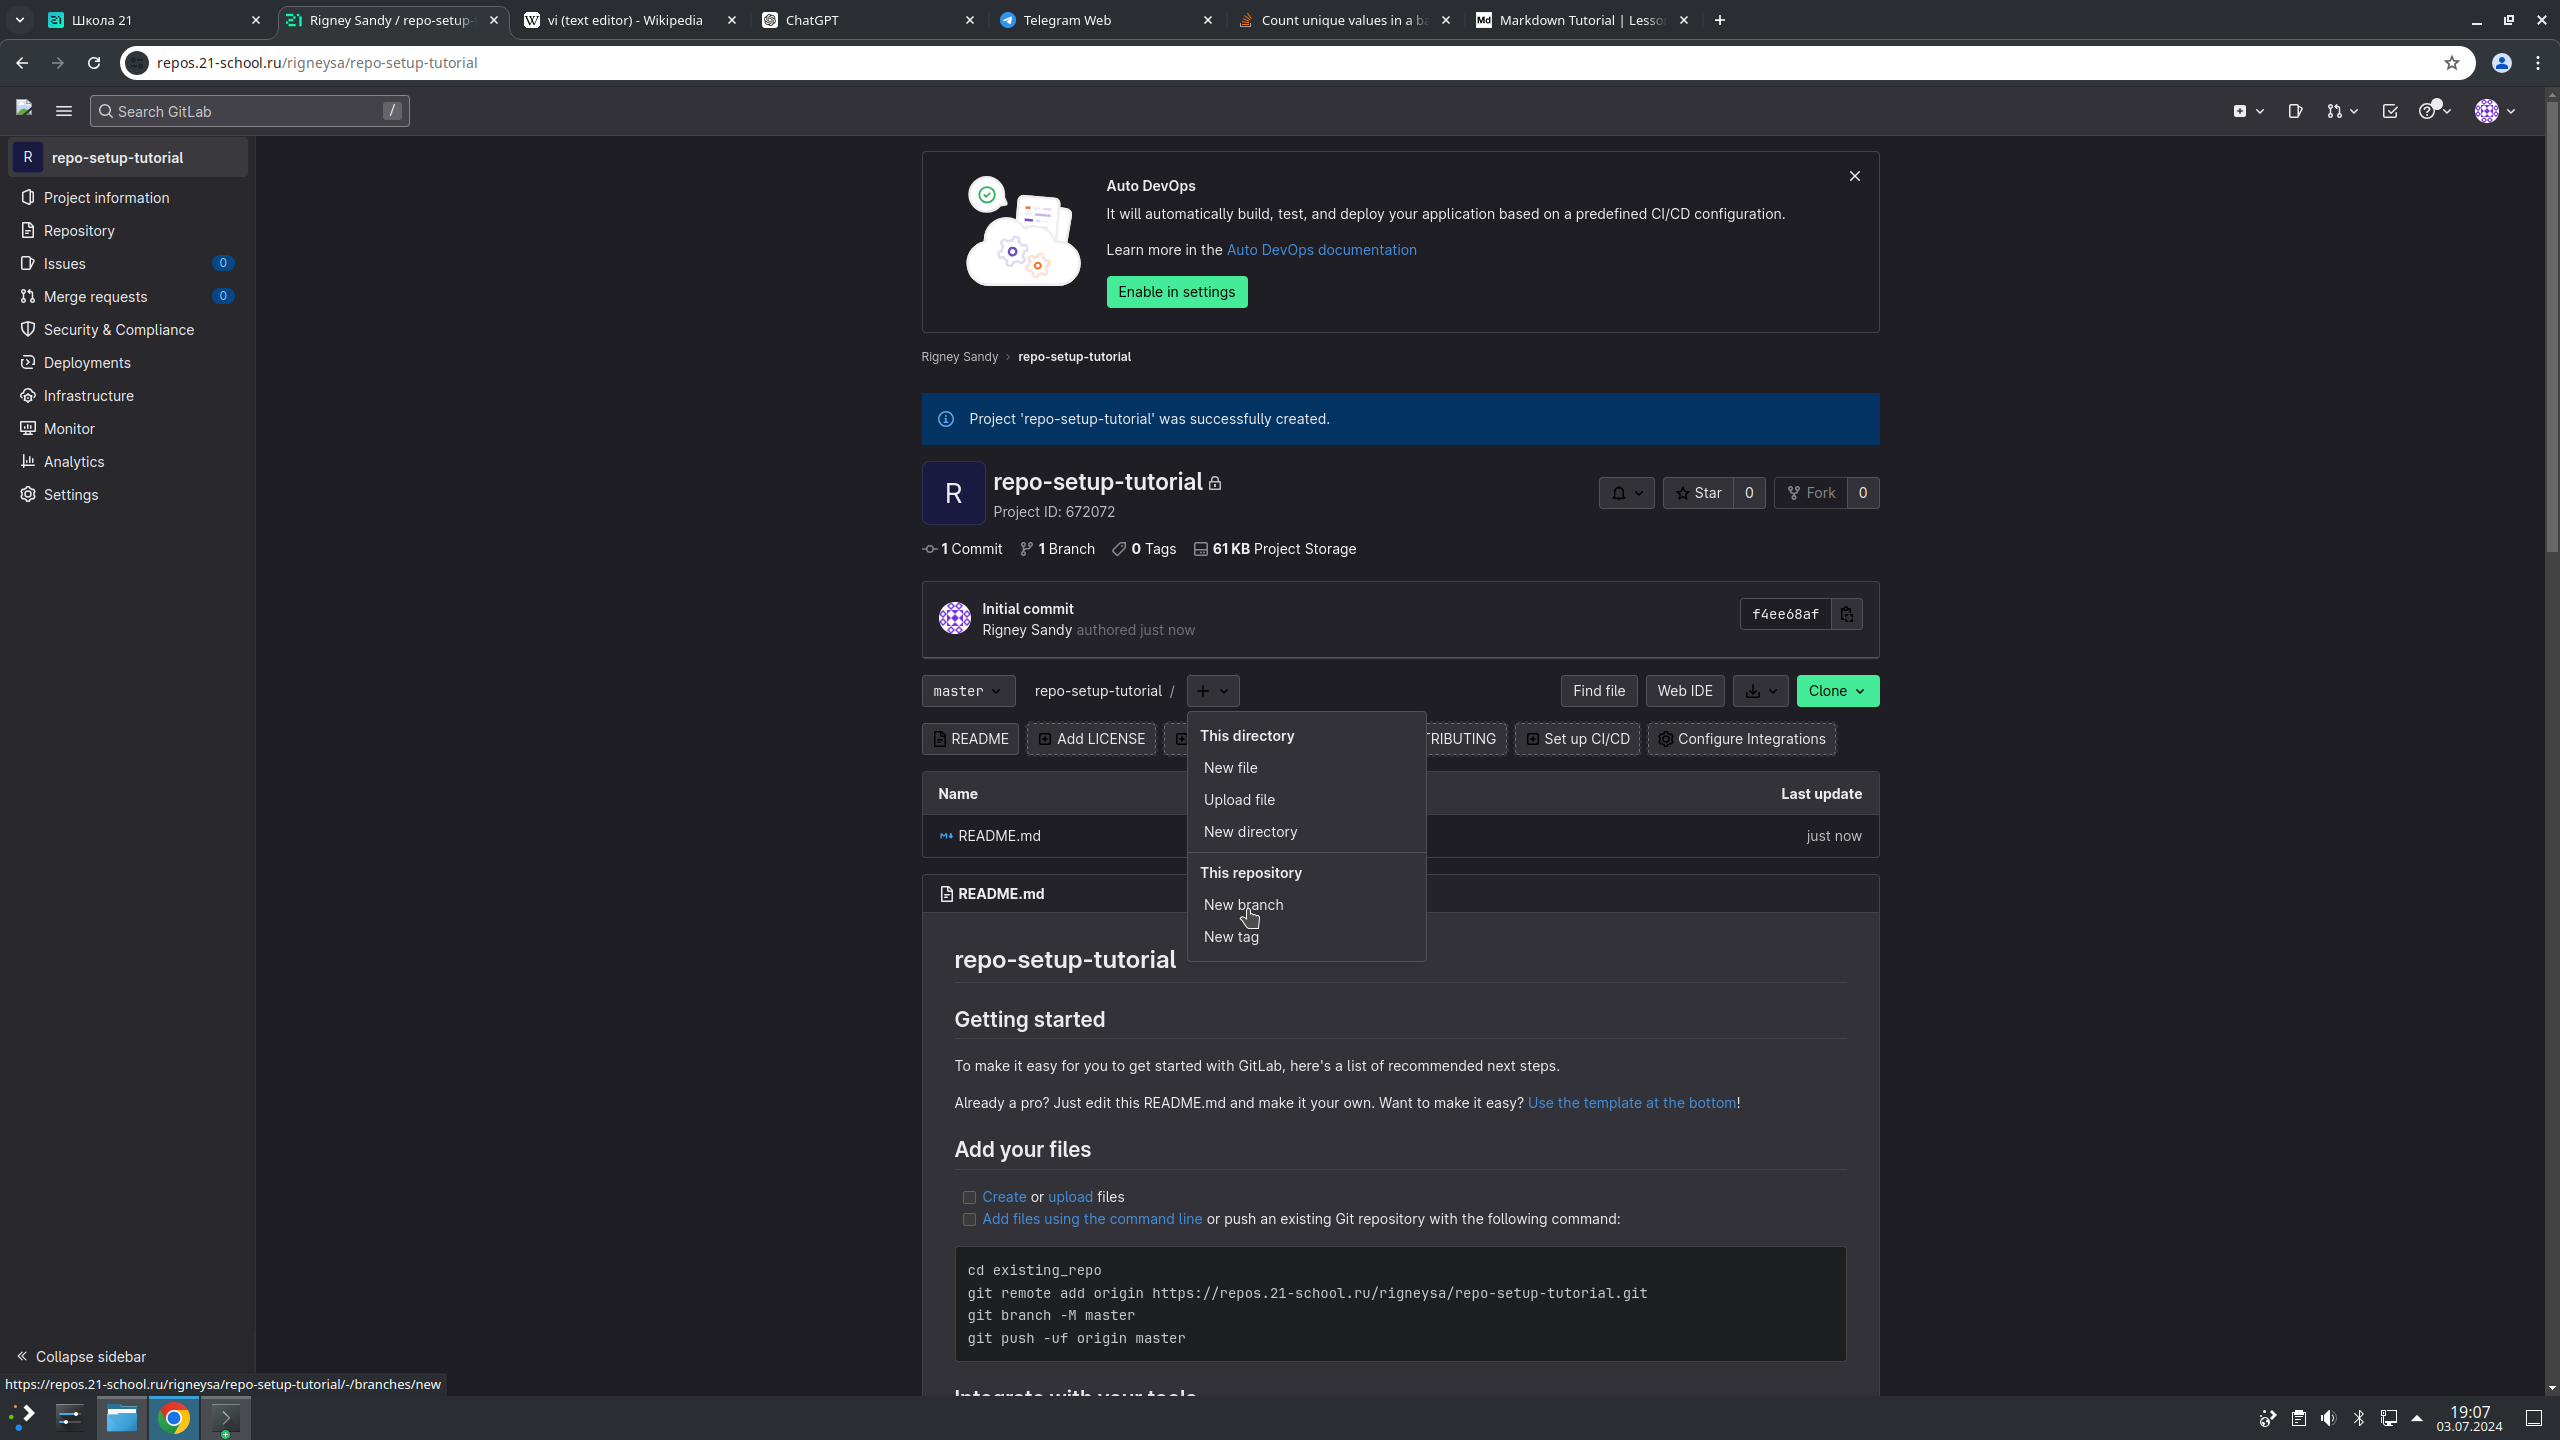 Школа 21
Rigney Sandy / repo-setup-
vi (text editor) - Wikipedia
ChatGPT
Telegram Web
Count unique values in a ba
Markdown Tutorial | Lesso
repos.21-school.ru/rigneysa/repo-setup-tutorial
Search GitLab /
R repo-setup-tutorial
Project information
Repository
Issues 0
Merge requests 0
Security & Compliance
Deployments
Infrastructure
Monitor
Analytics
Settings
Collapse sidebar
https://repos.21-school.ru/rigneysa/repo-setup-tutorial/-/branches/new
Auto DevOps
It will automatically build, test, and deploy your application based on a predefined CI/CD configuration.
Learn more in the Auto DevOps documentation
Enable in settings
Rigney Sandy › repo-setup-tutorial
Project 'repo-setup-tutorial' was successfully created.
R
repo-setup-tutorial
Project ID: 672072
Star 0 Fork 0
1 Commit 1 Branch 0 Tags 61 KB Project Storage
Initial commit
Rigney Sandy authored just now
f4ee68af
master repo-setup-tutorial / + Find file Web IDE Clone
README Add LICENSE TRIBUTING Set up CI/CD Configure Integrations
This directory
New file
Upload file
New directory
This repository
New branch
New tag
Name Last update
README.md just now
README.md
repo-setup-tutorial
Getting started
To make it easy for you to get started with GitLab, here's a list of recommended next steps.
Already a pro? Just edit this README.md and make it your own. Want to make it easy? Use the template at the bottom!
Add your files
Create or upload files
Add files using the command line or push an existing Git repository with the following command:
cd existing_repo
git remote add origin https://repos.21-school.ru/rigneysa/repo-setup-tutorial.git
git branch -M master
git push -uf origin master
Integrate with your tools
19:07
03.07.2024